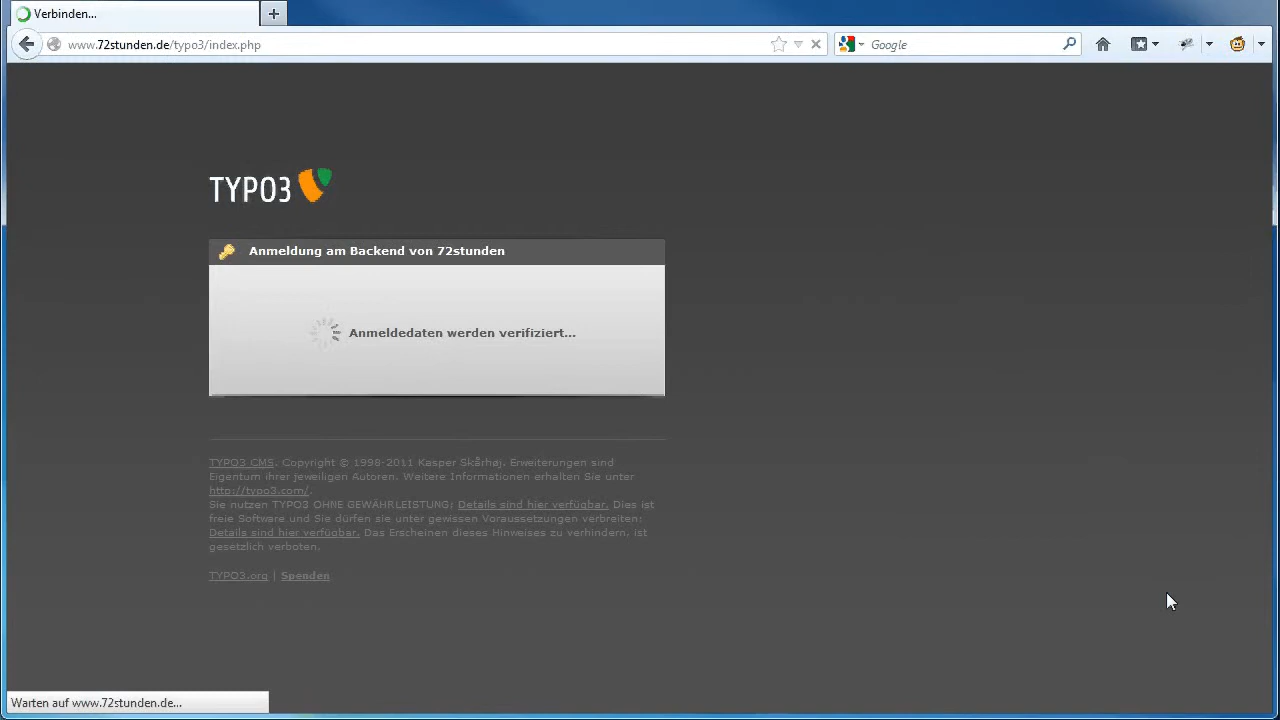 Verbinden...
www.72stunden.de/typo3/index.php
Google
TYPO3
Anmeldung am Backend von 72stunden
Anmeldedaten werden verifiziert...
TYPO3 CMS. Copyright © 1998-2011 Kasper Skårhøj. Erweiterungen sind
Eigentum ihrer jeweiligen Autoren. Weitere Informationen erhalten Sie unter
http://typo3.com/.
Sie nutzen TYPO3 OHNE GEWÄHRLEISTUNG; Details sind hier verfügbar. Dies ist
freie Software und Sie dürfen sie unter gewissen Voraussetzungen verbreiten;
Details sind hier verfügbar. Das Erscheinen dieses Hinweises zu verhindern, ist
gesetzlich verboten.
TYPO3.org | Spenden
Warten auf www.72stunden.de...